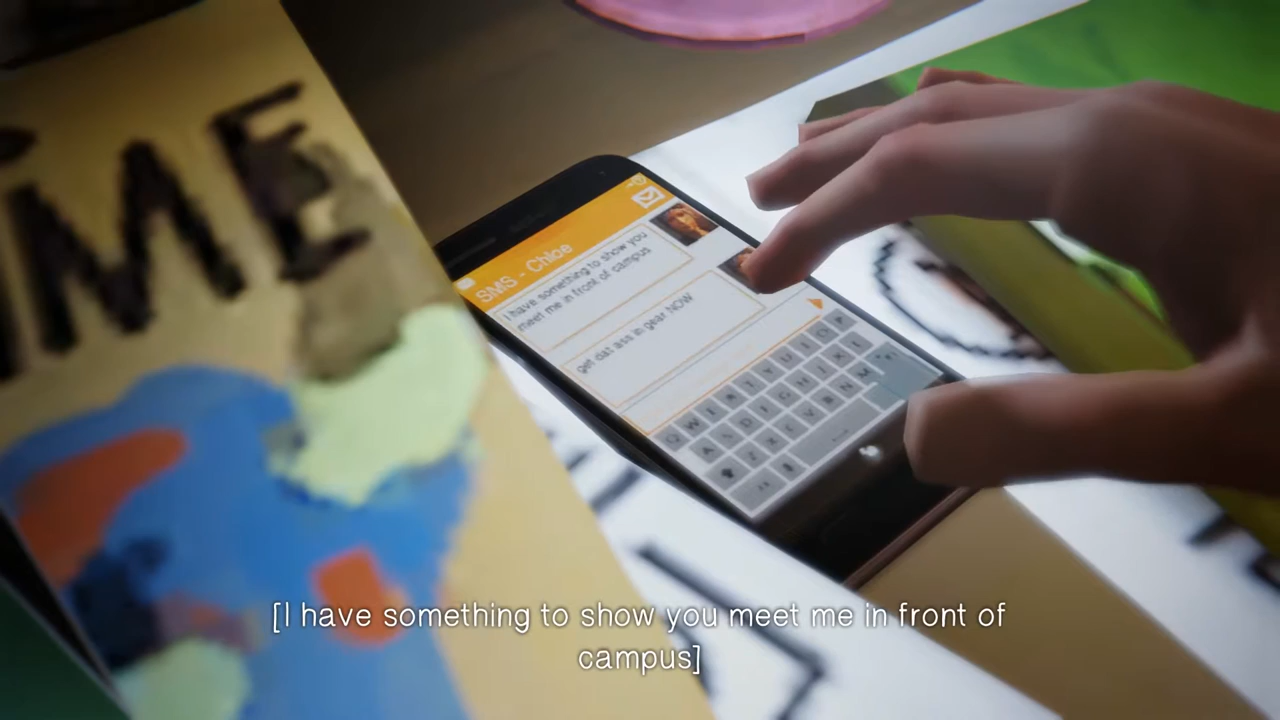 ME
SMS - Chloe
I have something to show you
meet me in front of campus
get dat ass in gear NOW
Q W E R T Y U I O P
A S D F G H J K L
Z X C V B N M
[I have something to show you meet me in front of
campus]